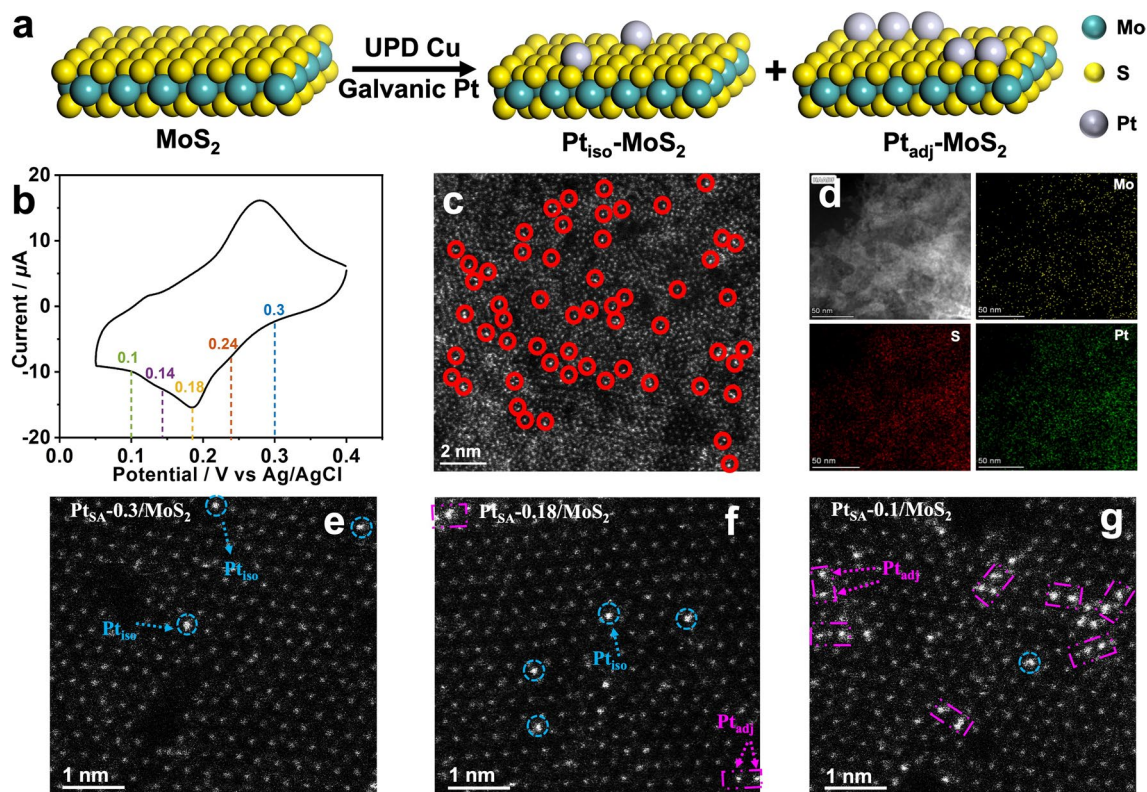 a
UPD Cu
Galvanic Pt
+
Mo
S
Pt
MoS2
Ptiso-MoS2
Ptadj-MoS2
b
Current / μA
20
10
0
-10
-20
0.1
0.14
0.18
0.24
0.3
0.0 0.1 0.2 0.3 0.4
Potential / V vs Ag/AgCl
c
2 nm
d
HAADF
50 nm
Mo
50 nm
S
50 nm
Pt
50 nm
PtSA-0.3/MoS2
e
Ptiso
Ptiso
1 nm
PtSA-0.18/MoS2
f
Ptiso
Ptadj
1 nm
PtSA-0.1/MoS2
g
Ptadj
1 nm